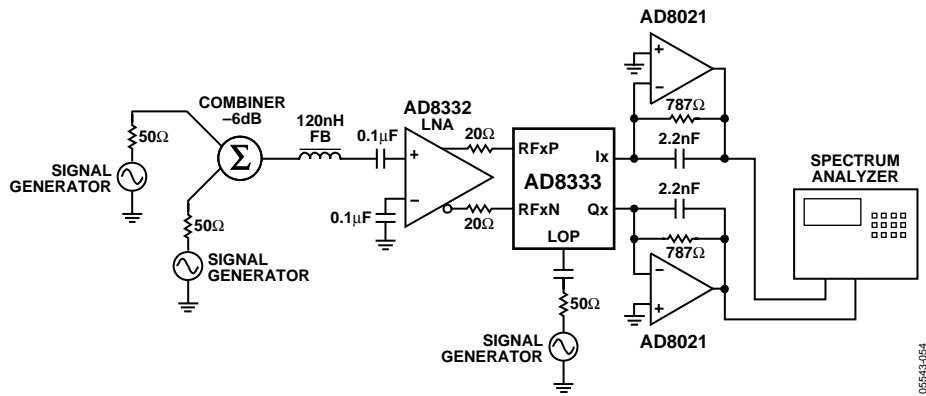 AD8021
COMBINER
–6dB
50Ω
SIGNAL
GENERATOR
Σ
50Ω
SIGNAL
GENERATOR
120nH
FB
0.1μF
0.1μF
AD8332
LNA
+
–
20Ω
20Ω
RFxP
Ix
AD8333
RFxN
Qx
LOP
50Ω
SIGNAL
GENERATOR
+
–
787Ω
2.2nF
2.2nF
787Ω
–
+
AD8021
SPECTRUM
ANALYZER
05543-054